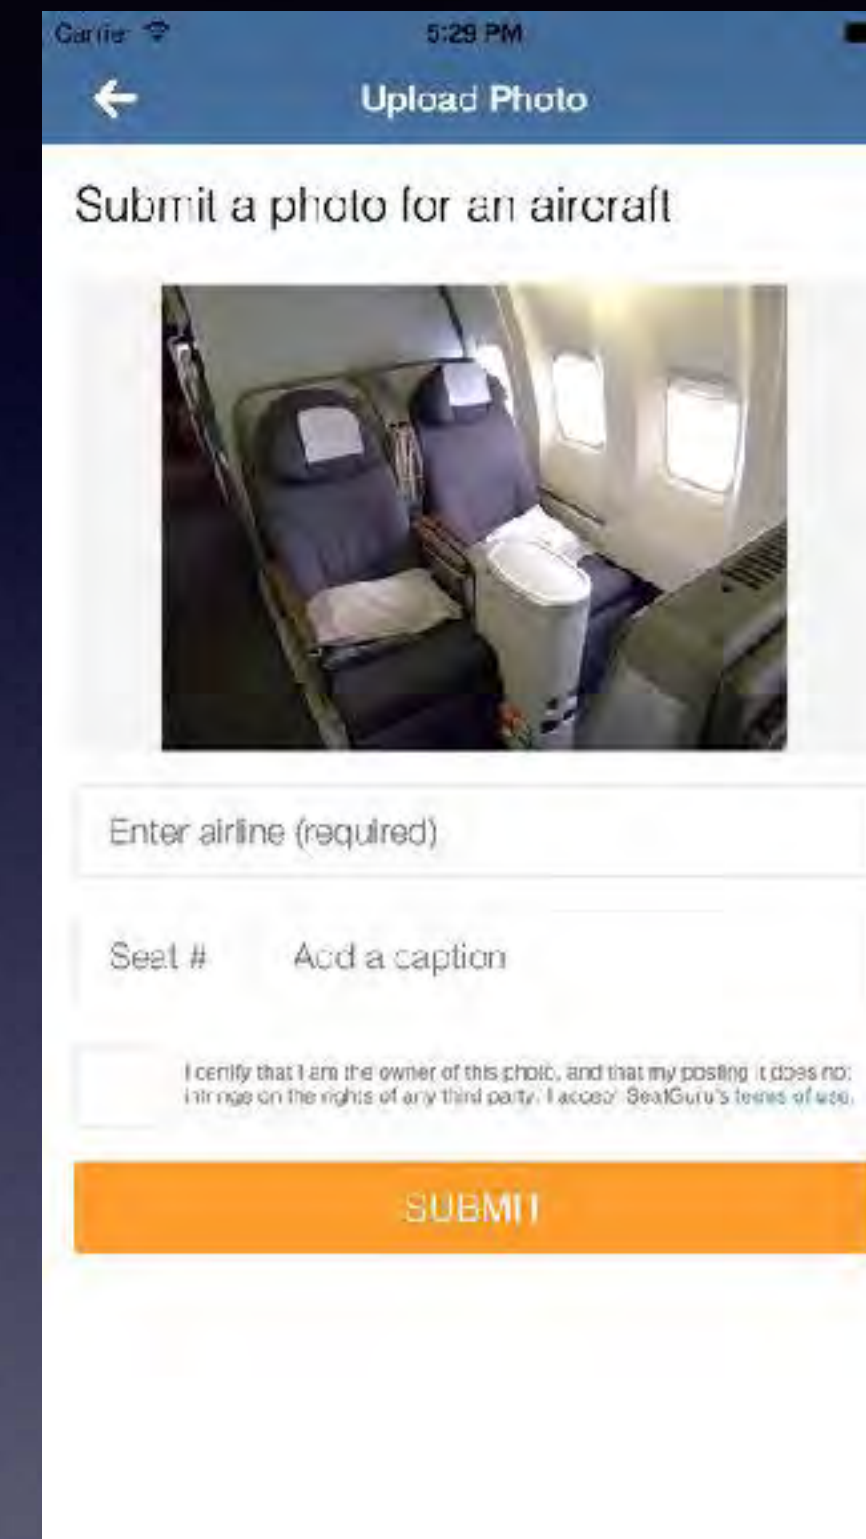 Carrier 5:29 PM
Upload Photo
Submit a photo for an aircraft
Enter airline (required)
Seat # Add a caption
I certify that I am the owner of this photo, and that my posting it does not
infringe on the rights of any third party. I accept SeatGuru's terms of use.
SUBMIT